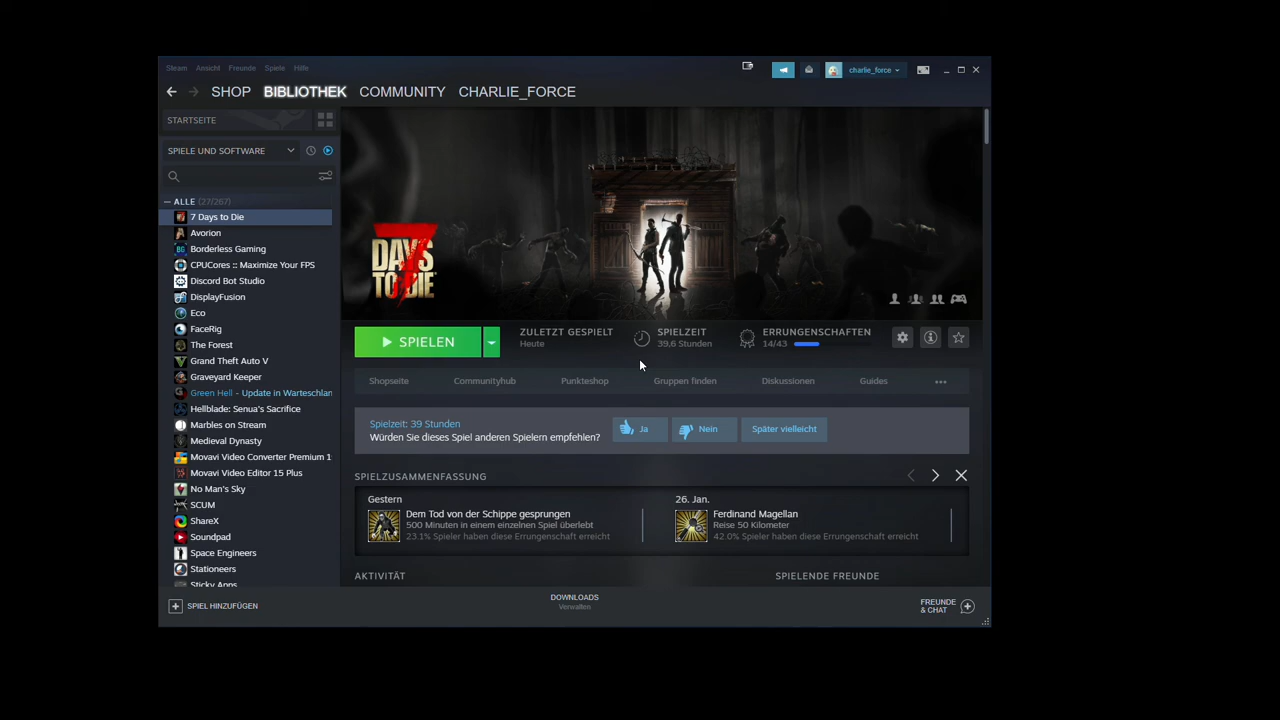 Steam Ansicht Freunde Spiele Hilfe
charlie_force
SHOP BIBLIOTHEK COMMUNITY CHARLIE_FORCE
STARTSEITE
SPIELE UND SOFTWARE
ALLE (27/267)
7 Days to Die
Avorion
Borderless Gaming
CPUCores :: Maximize Your FPS
Discord Bot Studio
DisplayFusion
Eco
FaceRig
The Forest
Grand Theft Auto V
Graveyard Keeper
Green Hell - Update in Warteschlan
Hellblade: Senua's Sacrifice
Marbles on Stream
Medieval Dynasty
Movavi Video Converter Premium 1
Movavi Video Editor 15 Plus
No Man's Sky
SCUM
ShareX
Soundpad
Space Engineers
Stationeers
Sticky Apps
7
DAYS
TO DIE
SPIELEN
ZULETZT GESPIELT
Heute
SPIELZEIT
39,6 Stunden
ERRUNGENSCHAFTEN
14/43
Shopseite Communityhub Punkteshop Gruppen finden Diskussionen Guides
Spielzeit: 39 Stunden
Würden Sie dieses Spiel anderen Spielern empfehlen?
Ja Nein Später vielleicht
SPIELZUSAMMENFASSUNG
Gestern
Dem Tod von der Schippe gesprungen
500 Minuten in einem einzelnen Spiel überlebt
23.1% Spieler haben diese Errungenschaft erreicht
26. Jan.
Ferdinand Magellan
Reise 50 Kilometer
42.0% Spieler haben diese Errungenschaft erreicht
AKTIVITÄT
SPIELENDE FREUNDE
SPIEL HINZUFÜGEN
DOWNLOADS
Verwalten
FREUNDE
& CHAT